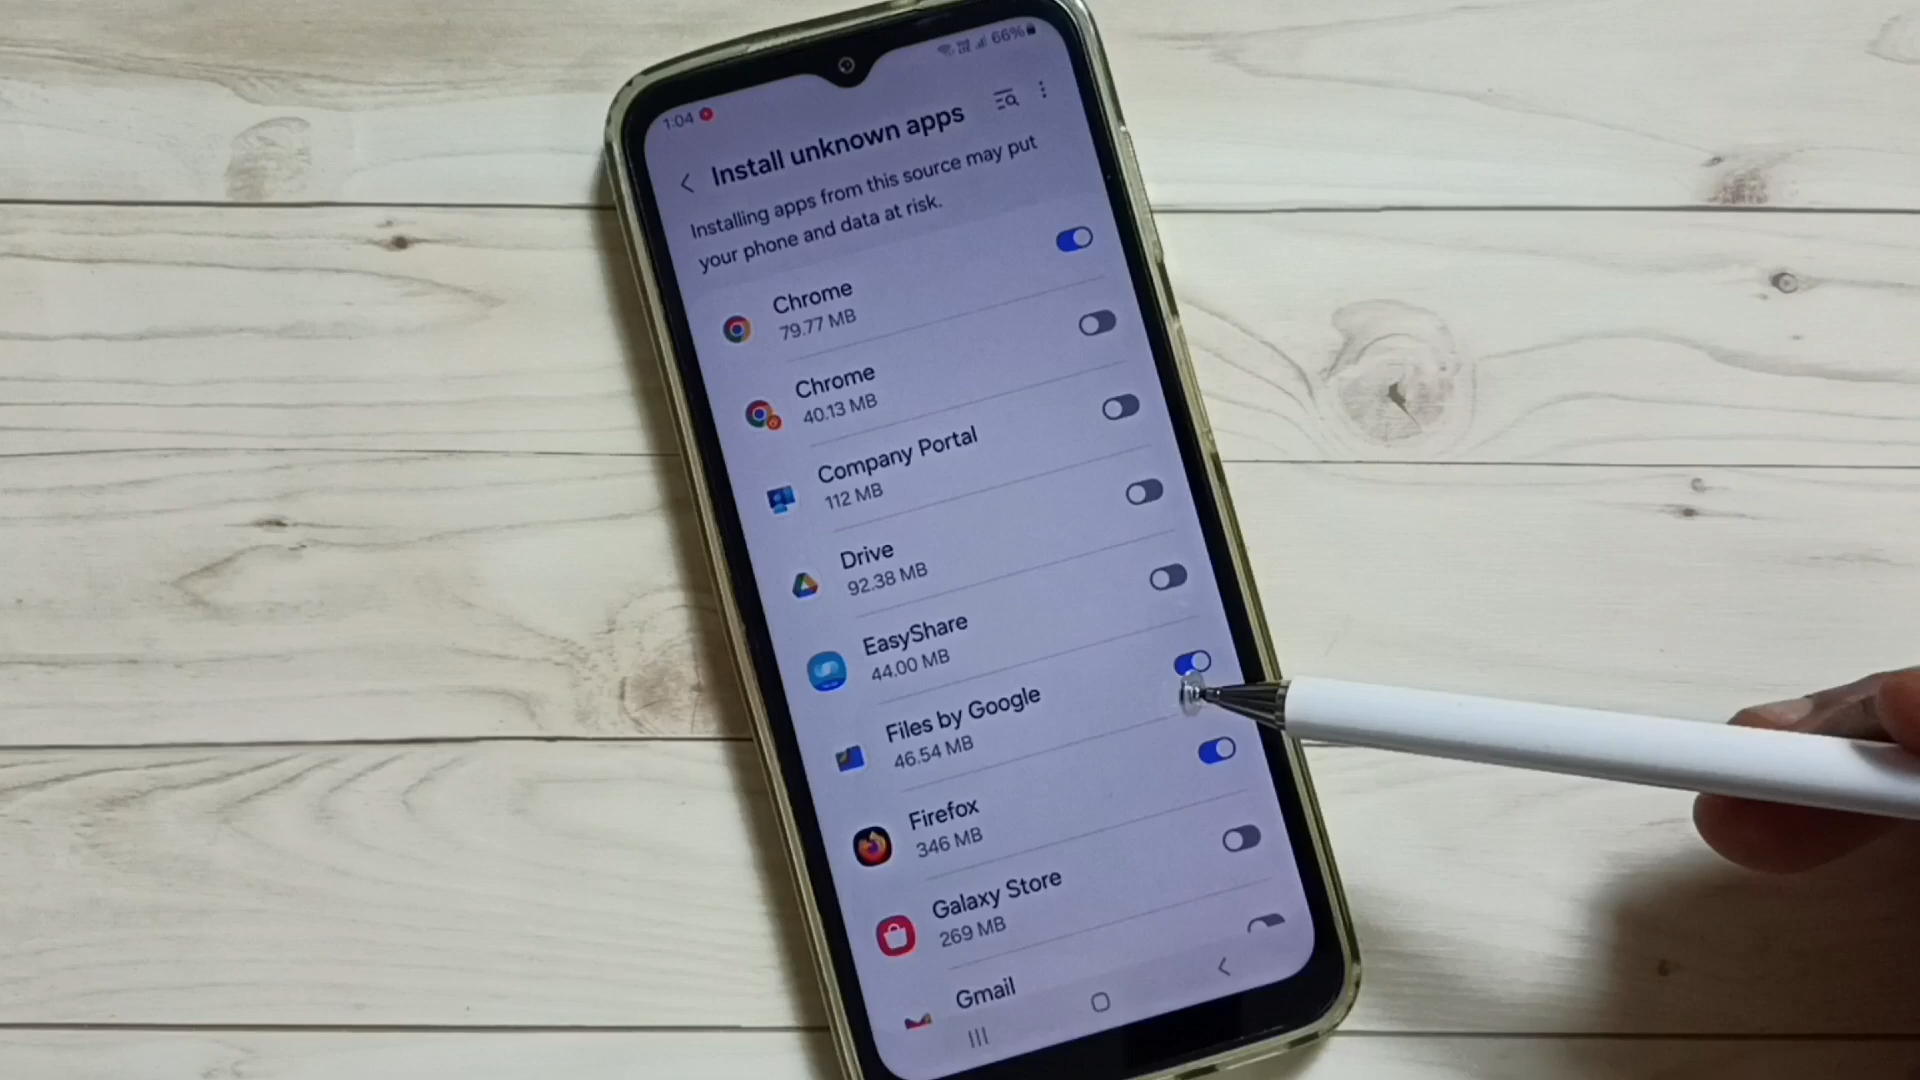 1:04
66%
Install unknown apps
Installing apps from this source may put
your phone and data at risk.
Chrome
79.77 MB
Chrome
40.13 MB
Company Portal
112 MB
Drive
92.38 MB
EasyShare
44.00 MB
Files by Google
46.54 MB
Firefox
346 MB
Galaxy Store
269 MB
Gmail